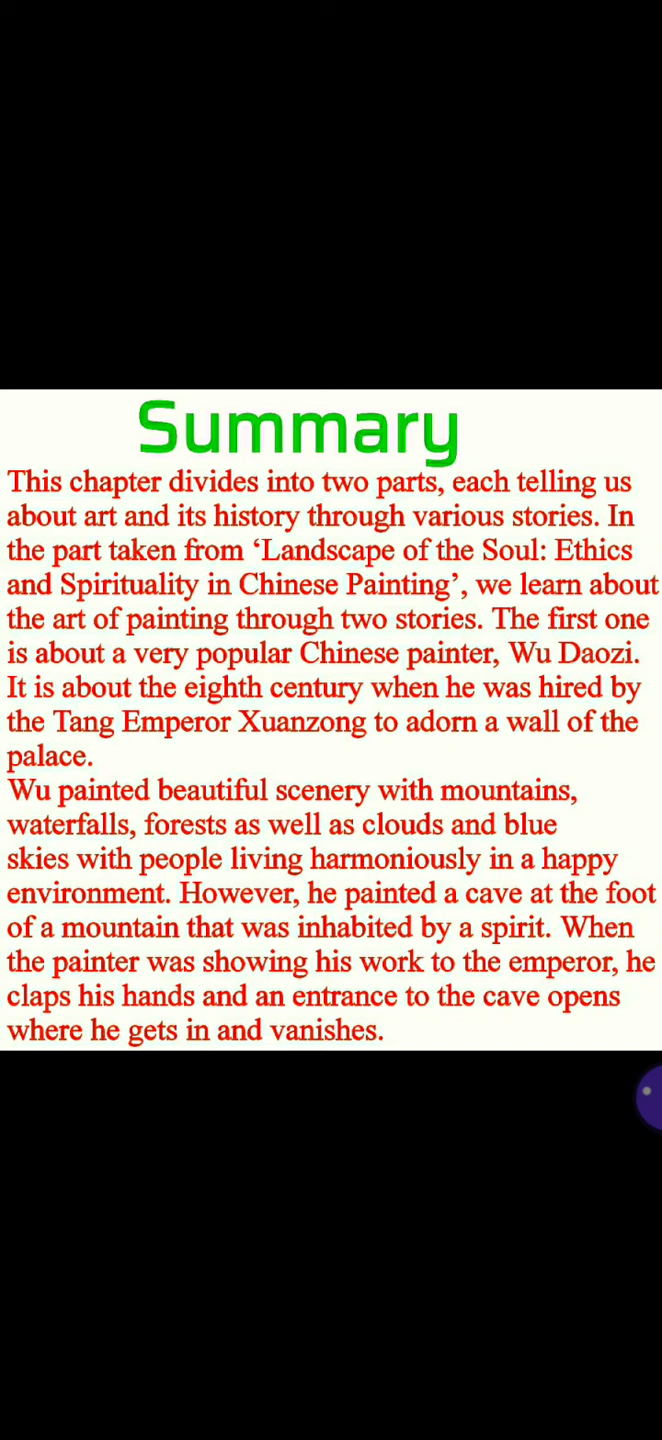 Summary
This chapter divides into two parts, each telling us
about art and its history through various stories. In
the part taken from ‘Landscape of the Soul: Ethics
and Spirituality in Chinese Painting’, we learn about
the art of painting through two stories. The first one
is about a very popular Chinese painter, Wu Daozi.
It is about the eighth century when he was hired by
the Tang Emperor Xuanzong to adorn a wall of the
palace.
Wu painted beautiful scenery with mountains,
waterfalls, forests as well as clouds and blue
skies with people living harmoniously in a happy
environment. However, he painted a cave at the foot
of a mountain that was inhabited by a spirit. When
the painter was showing his work to the emperor, he
claps his hands and an entrance to the cave opens
where he gets in and vanishes.